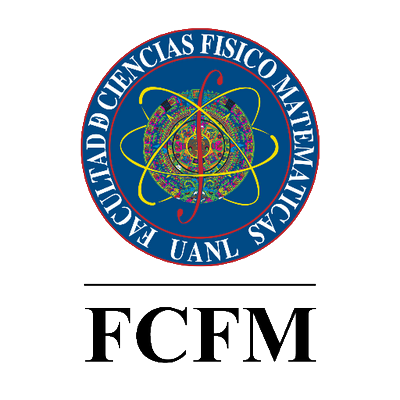 FACULTAD DE CIENCIAS FISICO MATEMATICAS
UANL
FCFM